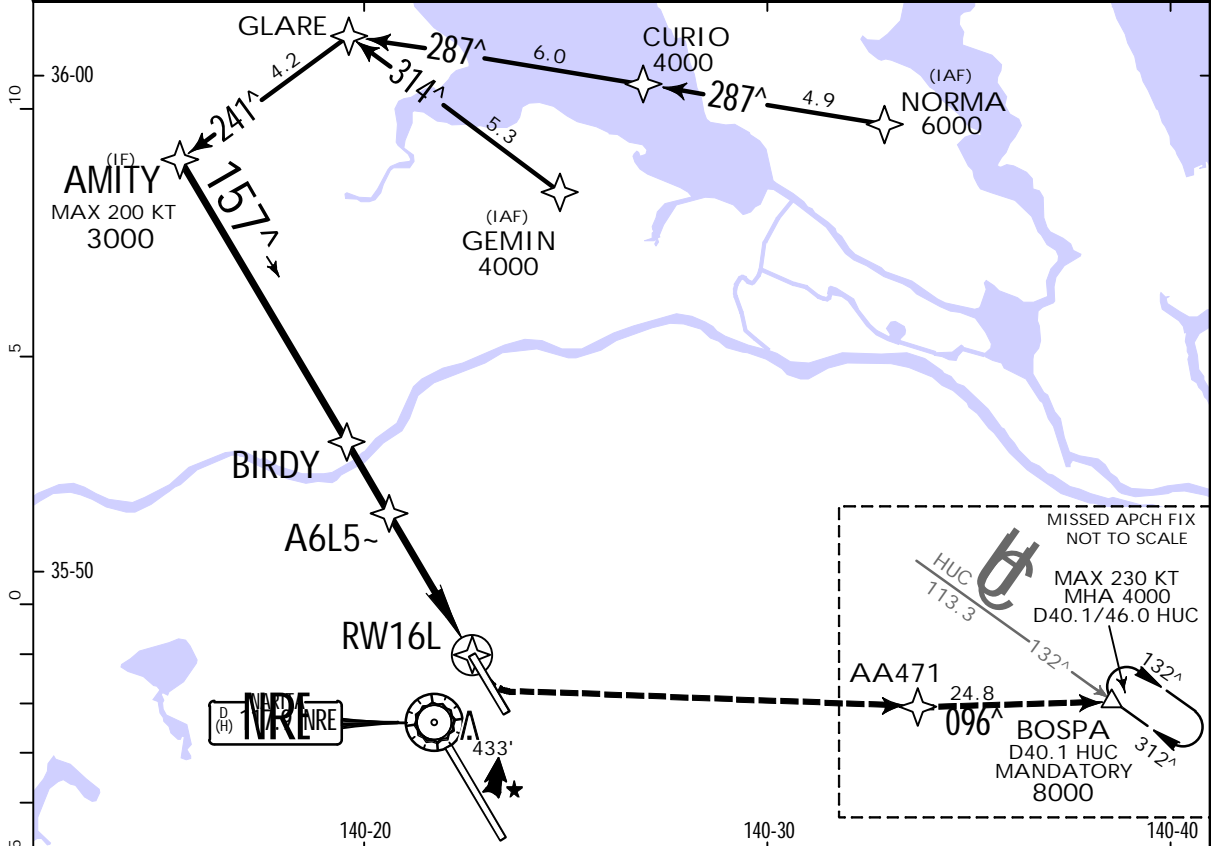 GLARE
4.2
241^
287^
6.0
CURIO
4000
314^
5.3
287^
4.9
(IAF)
NORMA
6000
36-00
10
(IF)
AMITY
MAX 200 KT
3000
157^
(IAF)
GEMIN
4000
5
BIRDY
A6L5~
35-50
0
RW16L
MISSED APCH FIX
NOT TO SCALE
HUC
113.3
132^
MAX 230 KT
MHA 4000
D40.1/46.0 HUC
AA471
24.8
096^
132^
312^
BOSPA
D40.1 HUC
MANDATORY
8000
D
(H)
NRE
433'
5
140-20
140-30
140-40